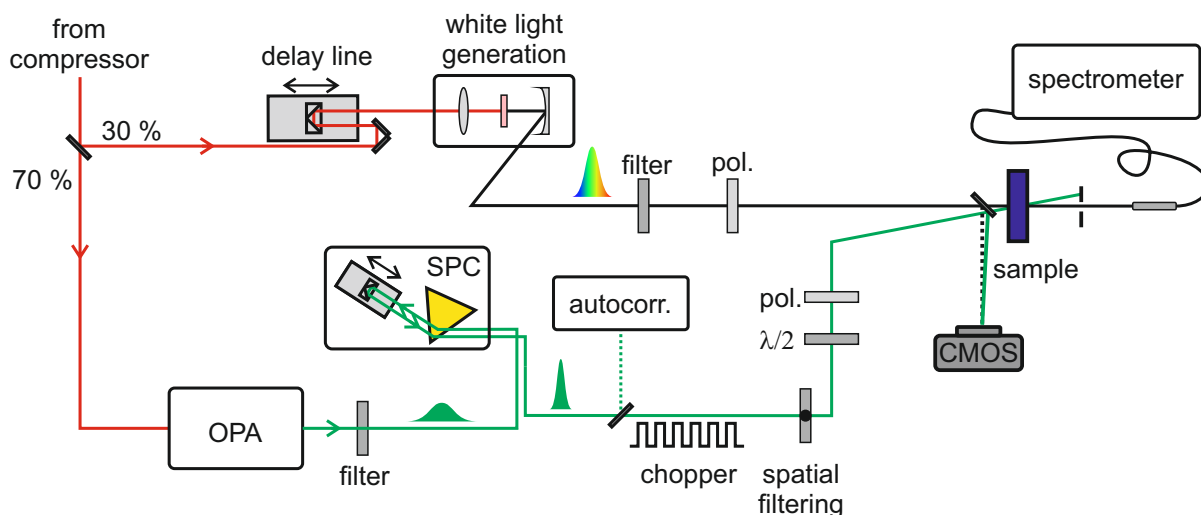 from
compressor
delay line
white light
generation
spectrometer
30 %
70 %
filter
pol.
sample
SPC
autocorr.
pol.
λ/2
CMOS
OPA
filter
chopper
spatial
filtering